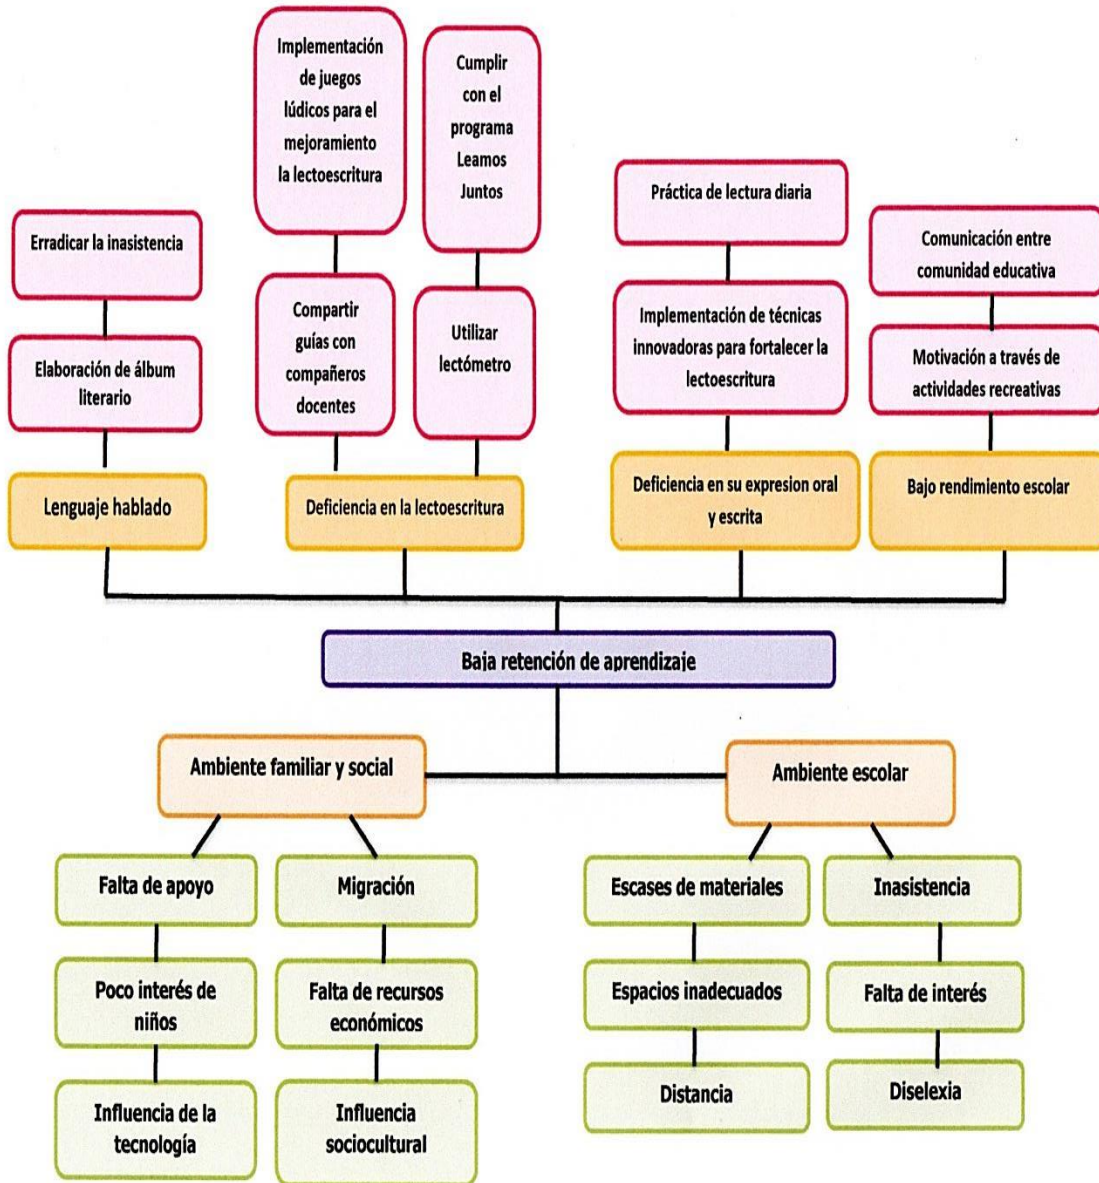 Implementación
de juegos
lúdicos para el
mejoramiento
la lectoescritura
Cumplir
con el
programa
Leamos
Juntos
Práctica de lectura diaria
Erradicar la inasistencia
Comunicación entre
comunidad educativa
Compartir
guías con
compañeros
docentes
Utilizar
lectómetro
Implementación de técnicas
innovadoras para fortalecer la
lectoescritura
Elaboración de álbum
literario
Motivación a través de
actividades recreativas
Lenguaje hablado
Deficiencia en la lectoescritura
Deficiencia en su expresion oral
y escrita
Bajo rendimiento escolar
Baja retención de aprendizaje
Ambiente familiar y social
Ambiente escolar
Falta de apoyo
Migración
Escases de materiales
Inasistencia
Poco interés de
niños
Falta de recursos
económicos
Espacios inadecuados
Falta de interés
Influencia de la
tecnología
Influencia
sociocultural
Distancia
Diselexia